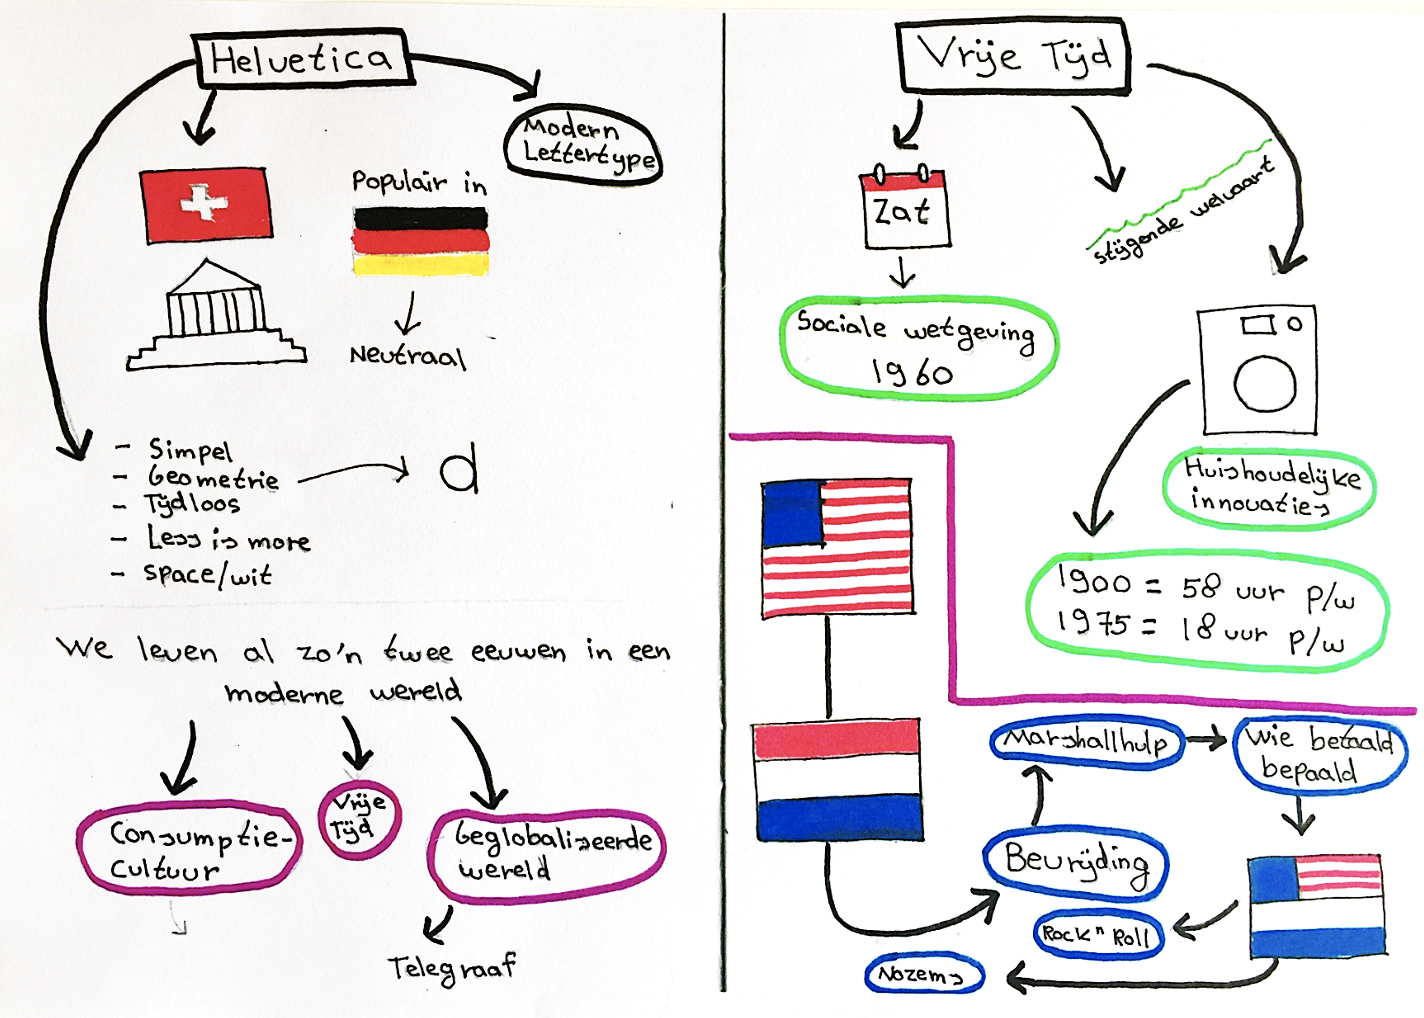 Helvetica
Modern
Lettertype
Populair in
Neutraal
- Simpel
- Geometrie
d
- Tijdloos
- Less is more
- Space/wit
We leven al zo'n twee eeuwen in een
moderne wereld
Consumptie-
cultuur
Vrije
Tijd
Geglobaliseerde
wereld
Telegraaf
Vrije Tijd
Zat
Sociale wetgeving
1960
stijgende welvaart
Huishoudelijke
innovaties
1900 = 58 uur p/w
1975 = 18 uur p/w
Marshallhulp
Wie betaald
bepaald
Bevrijding
Rock n Roll
Nozems